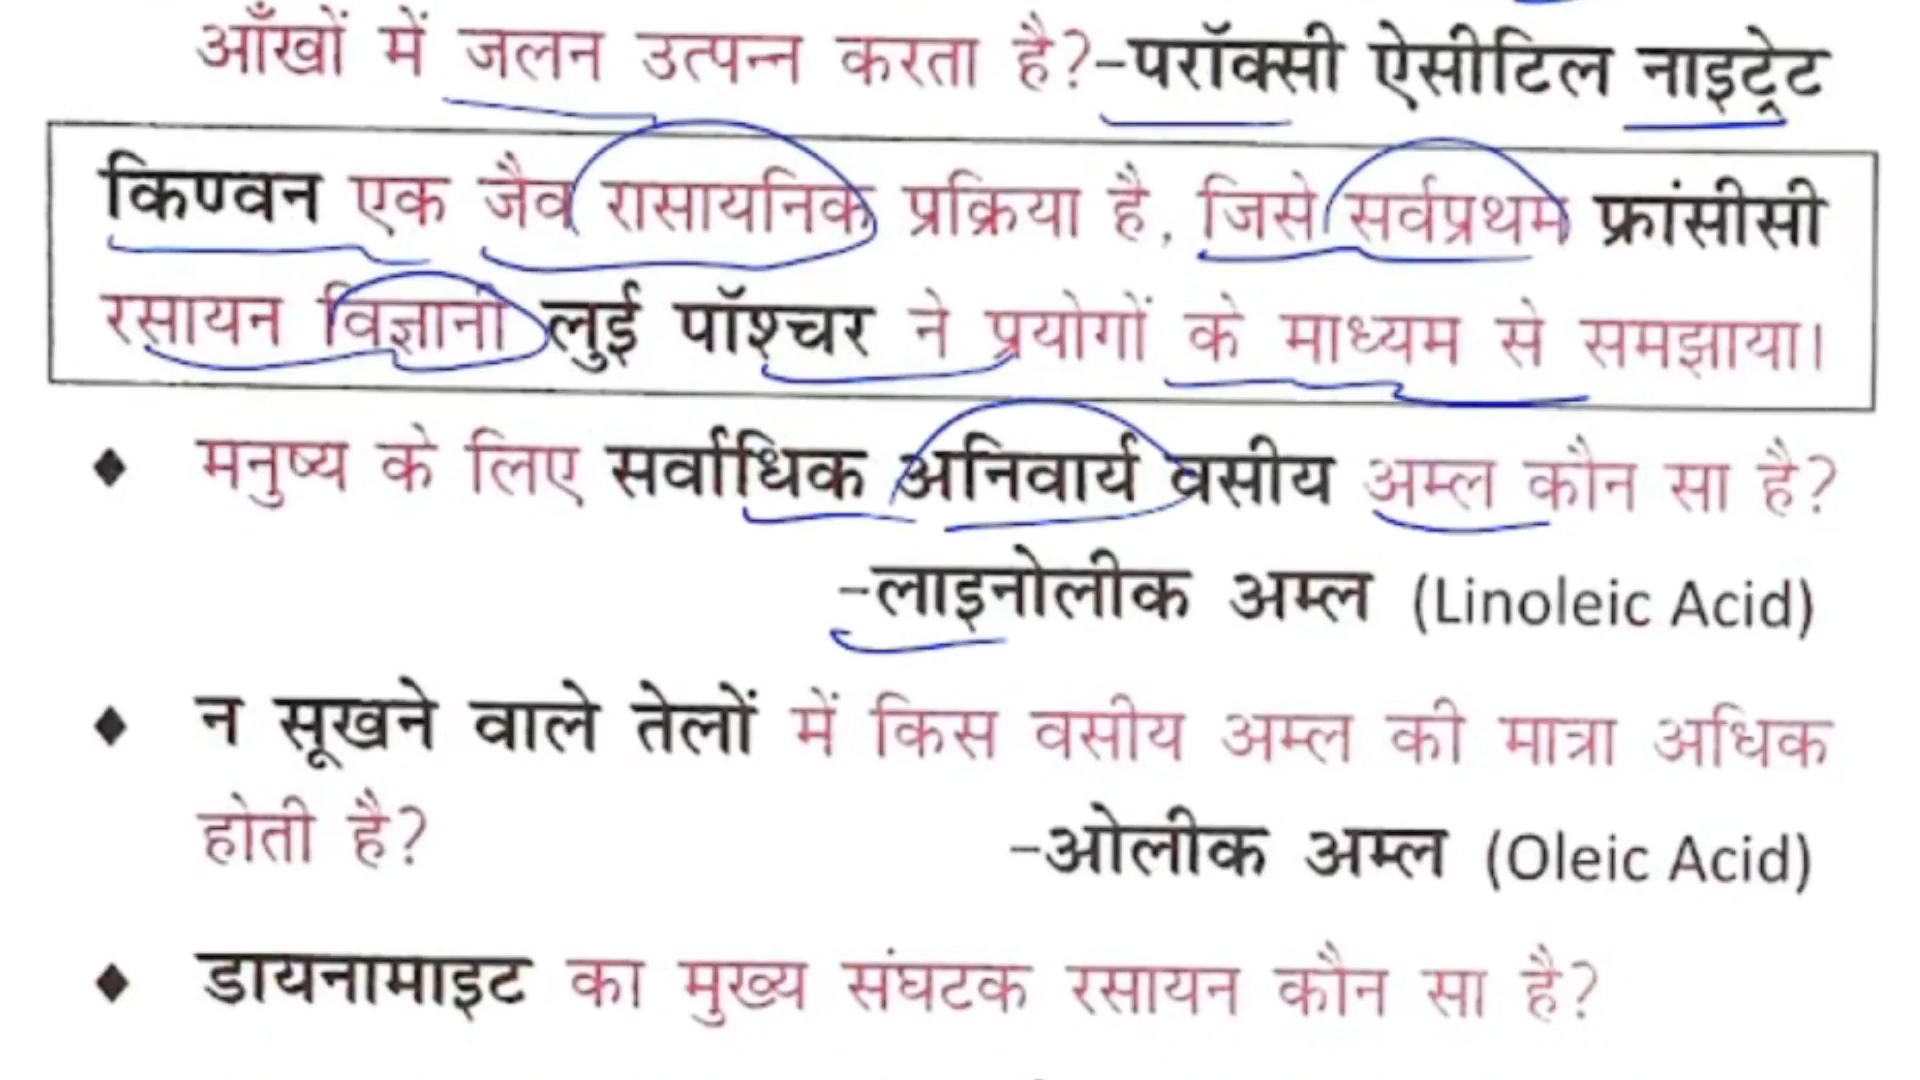 आँखों में जलन उत्पन्न करता है?-परॉक्सी ऐसीटिल नाइट्रेट
किण्वन एक जैव रासायनिक प्रक्रिया है, जिसे सर्वप्रथम फ्रांसीसी
रसायन विज्ञानी लुई पॉश्चर ने प्रयोगों के माध्यम से समझाया।
♦ मनुष्य के लिए सर्वाधिक अनिवार्य वसीय अम्ल कौन सा है?
-लाइनोलीक अम्ल (Linoleic Acid)
♦ न सूखने वाले तेलों में किस वसीय अम्ल की मात्रा अधिक
होती है? -ओलीक अम्ल (Oleic Acid)
♦ डायनामाइट का मुख्य संघटक रसायन कौन सा है?